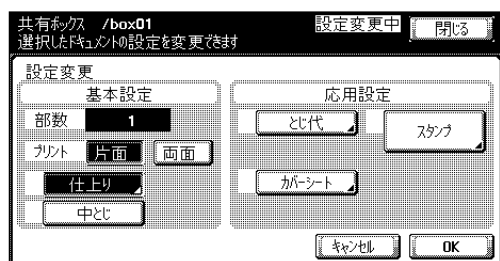 共有ボックス /box01
設定変更中 閉じる
選択したドキュメントの設定を変更できます
設定変更
基本設定 応用設定
部数 1
とじ代 スタンプ
プリント 片面 両面
仕上り カバーシート
中とじ
キャンセル OK